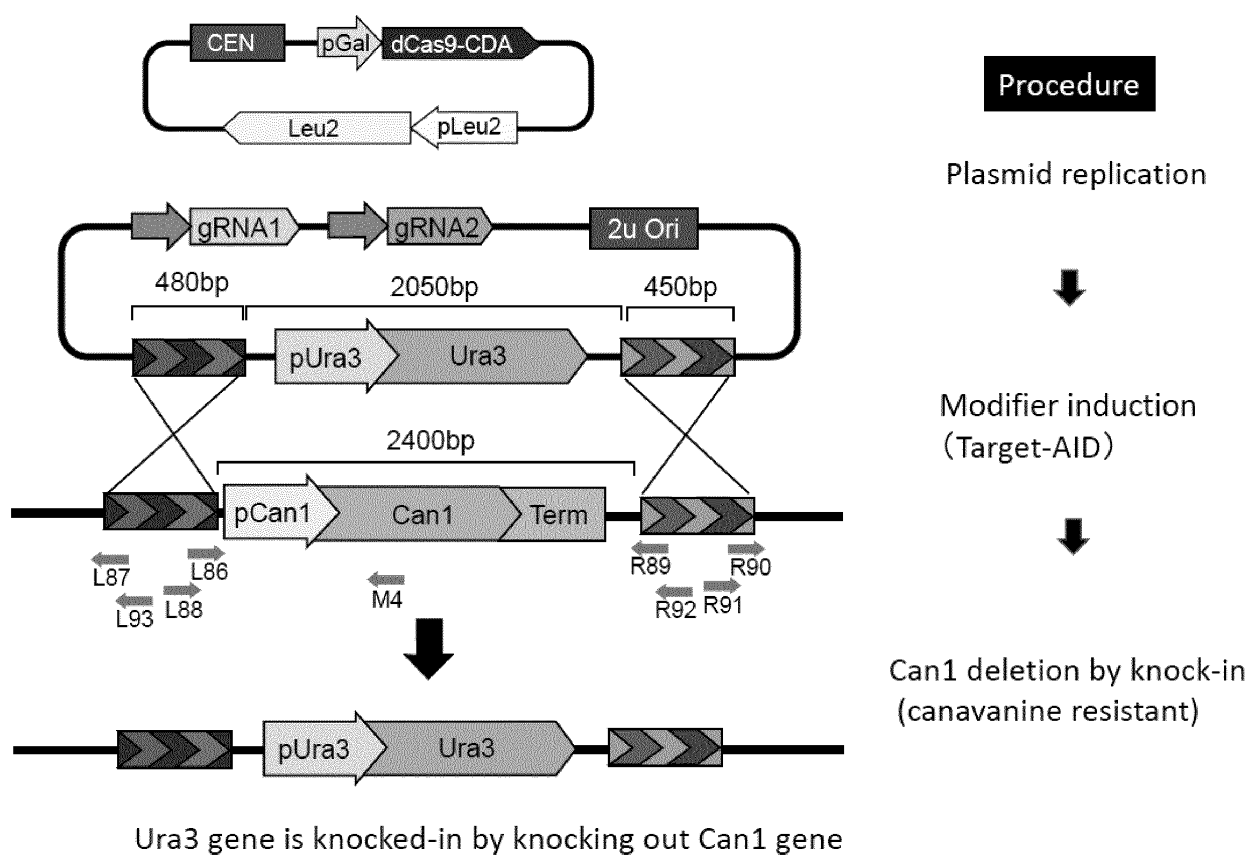 CEN
pGal
dCas9-CDA
Leu2
pLeu2
Procedure
Plasmid replication
gRNA1
gRNA2
2u Ori
480bp
2050bp
450bp
pUra3
Ura3
Modifier induction
(Target-AID)
2400bp
pCan1
Can1
Term
L87
L86
L93
L88
M4
R89
R90
R92
R91
Can1 deletion by knock-in
(canavanine resistant)
pUra3
Ura3
Ura3 gene is knocked-in by knocking out Can1 gene